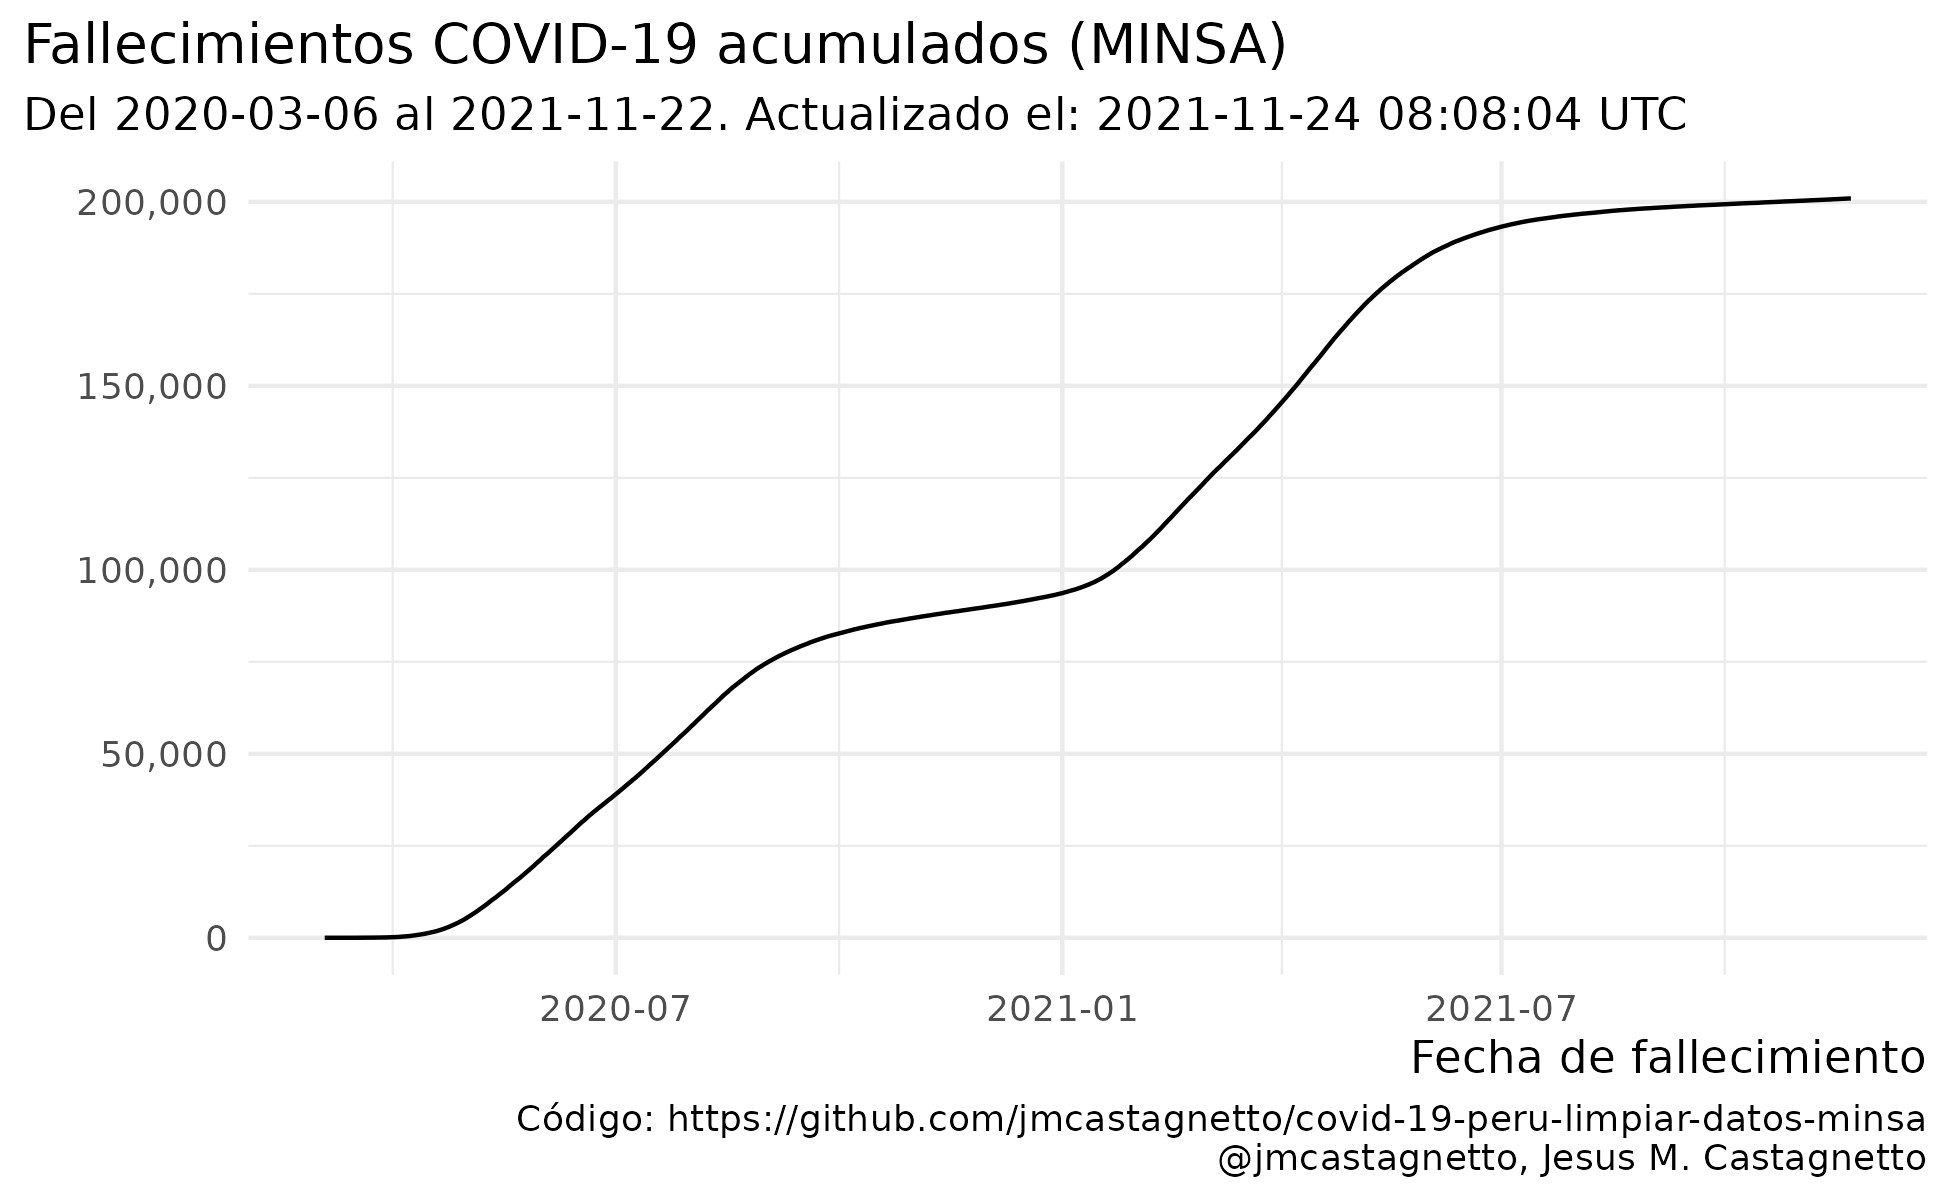 Fallecimientos COVID-19 acumulados (MINSA)
Del 2020-03-06 al 2021-11-22. Actualizado el: 2021-11-24 08:08:04 UTC
200,000
150,000
100,000
50,000
0
2020-07
2021-01
2021-07
Fecha de fallecimiento
Código: https://github.com/jmcastagnetto/covid-19-peru-limpiar-datos-minsa
@jmcastagnetto, Jesus M. Castagnetto